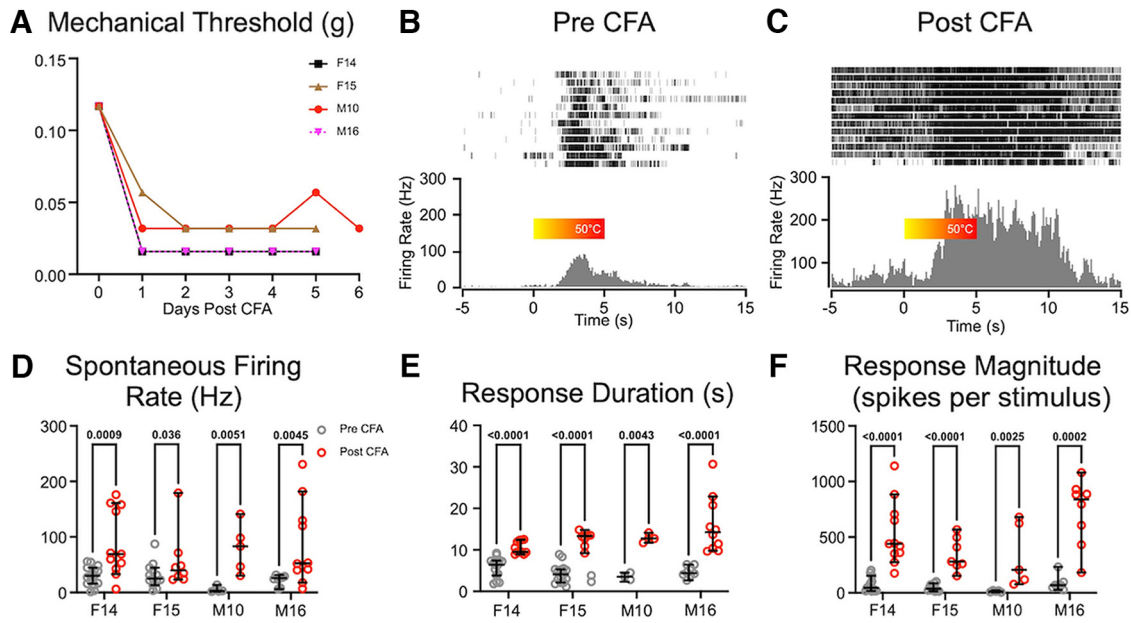 A Mechanical Threshold (g)
0.15
0.10
0.05
0.00
0 1 2 3 4 5 6
Days Post CFA
F14
F15
M10
M16
B Pre CFA
300
200
100
0
Firing Rate (Hz)
50°C
-5 0 5 10 15
Time (s)
C Post CFA
300
200
100
Firing Rate (Hz)
50°C
-5 0 5 10 15
Time (s)
D Spontaneous Firing
Rate (Hz)
300
200
100
0
0.0009 0.036 0.0051 0.0045
Pre CFA
Post CFA
F14 F15 M10 M16
E Response Duration (s)
40
30
20
10
0
<0.0001 <0.0001 0.0043 <0.0001
F14 F15 M10 M16
F Response Magnitude
(spikes per stimulus)
1500
1000
500
0
<0.0001 <0.0001 0.0025 0.0002
F14 F15 M10 M16